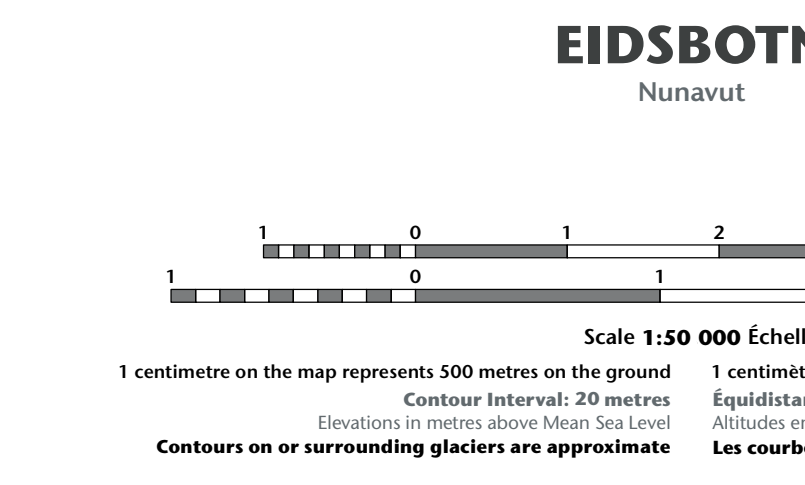 EIDSBOTN
Nunavut
1 0 1 2
1 0 1
Scale 1:50 000 Échell
1 centimetre on the map represents 500 metres on the ground 1 centimèt
Contour Interval: 20 metres Équidista
Elevations in metres above Mean Sea Level Altitudes e
Contours on or surrounding glaciers are approximate Les courb